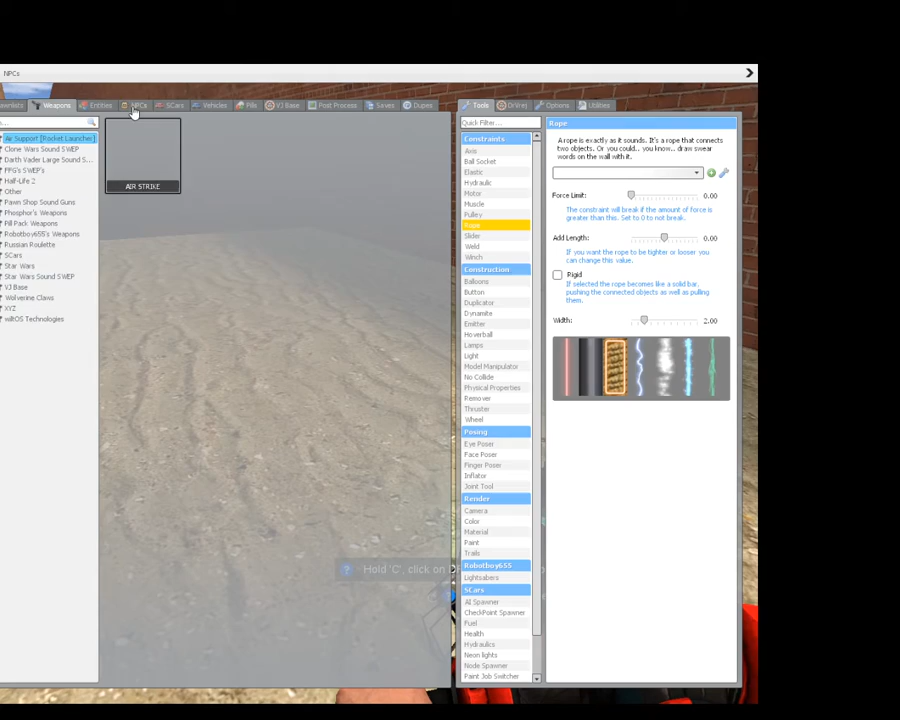 NPCs
Weapons Entities NPCs SCars Vehicles Pills VJ Base Post Process Saves Dupes
Air Support [Rocket Launcher]
Clone Wars Sound SWEP
Darth Vader Large Sound S...
FPG's SWEP's
Half-Life 2
Other
Pawn Shop Sound Guns
Phosphor's Weapons
Pill Pack Weapons
Robotboy655's Weapons
Russian Roulette
SCars
Star Wars
Star Wars Sound SWEP
VJ Base
Wolverine Claws
XYZ
wiltOS Technologies
AIR STRIKE
Hold 'C', click on
Tools Options Utilities
Quick Filter...
Constraints
Axis
Ball Socket
Elastic
Hydraulic
Motor
Muscle
Pulley
Rope
Slider
Weld
Winch
Construction
Balloons
Button
Duplicator
Dynamite
Emitter
Hoverball
Lamps
Light
Model Manipulator
No Collide
Physical Properties
Remover
Thruster
Wheel
Posing
Eye Poser
Face Poser
Finger Poser
Inflator
Joint Tool
Render
Camera
Color
Material
Paint
Trails
Robotboy655
Lightsabers
SCars
AI Spawner
CheckPoint Spawner
Fuel
Health
Hydraulics
Neon lights
Node Spawner
Paint Job Switcher
Rope
A rope is exactly as it sounds. It's a rope that connects
two objects. Or you could.. you know.. draw swear
words on the wall with it.
Force Limit: 0.00
The constraint will break if the amount of force is
greater than this. Set to 0 to not break.
Add Length: 0.00
If you want the rope to be tighter or looser you
can change this value.
Rigid
If selected the rope becomes like a solid bar,
pushing the connected objects as well as pulling
them.
Width: 2.00